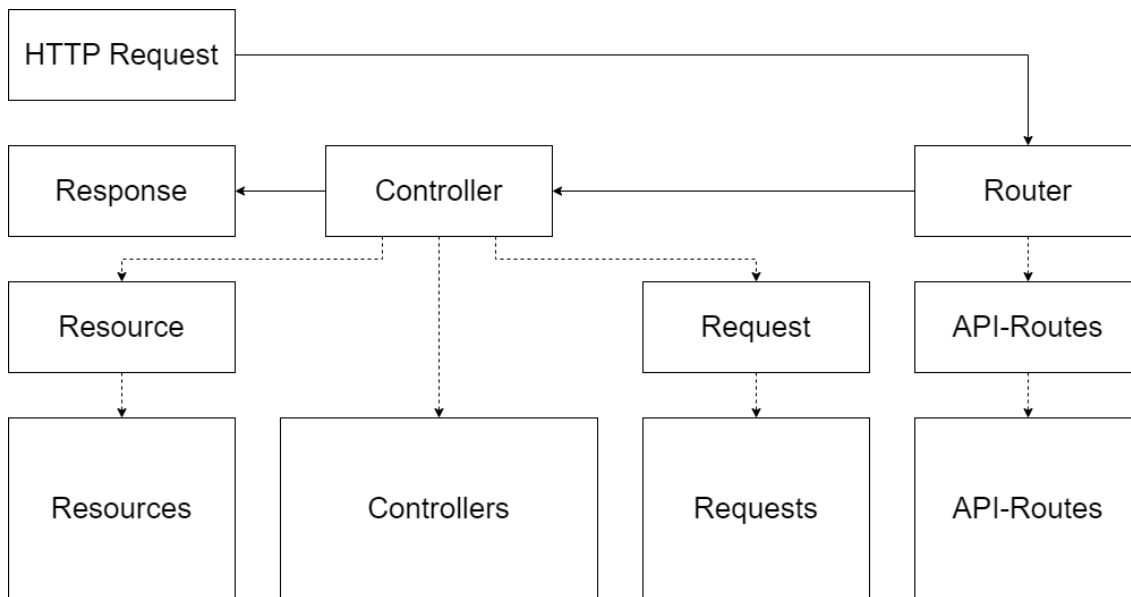 HTTP Request
Response
Controller
Router
Resource
Request
API-Routes
Resources
Controllers
Requests
API-Routes